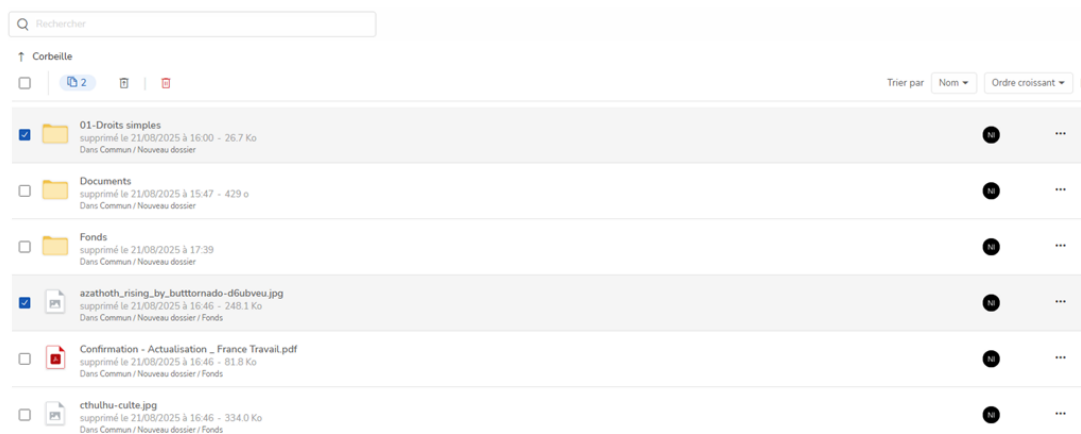 Rechercher
↑ Corbeille
2
Trier par Nom Ordre croissant
01-Droits simples
supprimé le 21/08/2025 à 16:00 - 26.7 Ko
Dans Commun / Nouveau dossier
NI
Documents
supprimé le 21/08/2025 à 15:47 - 429 o
Dans Commun / Nouveau dossier
NI
Fonds
supprimé le 21/08/2025 à 17:39
Dans Commun / Nouveau dossier
NI
azathoth_rising_by_butttornado-d6ubveu.jpg
supprimé le 21/08/2025 à 16:46 - 248.1 Ko
Dans Commun / Nouveau dossier / Fonds
NI
Confirmation - Actualisation _ France Travail.pdf
supprimé le 21/08/2025 à 16:46 - 81.8 Ko
Dans Commun / Nouveau dossier / Fonds
NI
cthulhu-culte.jpg
supprimé le 21/08/2025 à 16:46 - 334.0 Ko
Dans Commun / Nouveau dossier / Fonds
NI